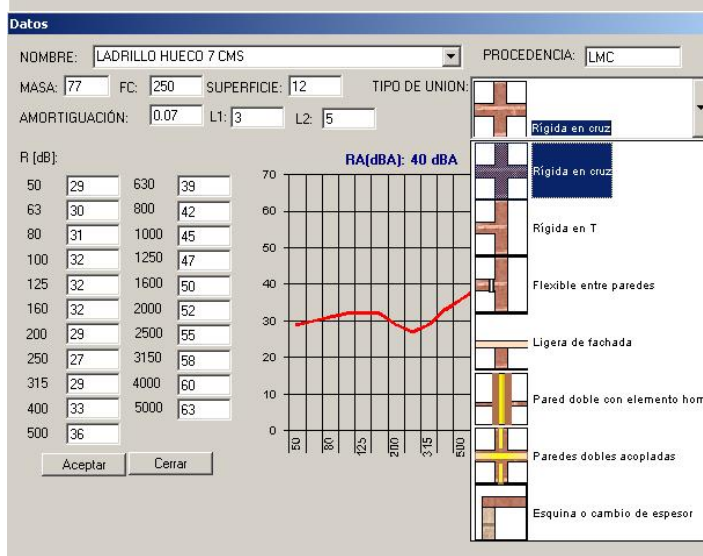 Datos
NOMBRE: LADRILLO HUECO 7 CMS PROCEDENCIA: LMC
MASA: 77 FC: 250 SUPERFICIE: 12 TIPO DE UNION:
AMORTIGUACIÓN: 0.07 L1: 3 L2: 5
Rígida en cruz
R [dB]:
50 29 630 39
63 30 800 42
80 31 1000 45
100 32 1250 47
125 32 1600 50
160 32 2000 52
200 29 2500 55
250 27 3150 58
315 29 4000 60
400 33 5000 63
500 36
Aceptar Cerrar
RA(dBA): 40 dBA
70
60
50
40
30
20
10
0
50 80 125 200 315 500
Rígida en cruz
Rígida en T
Flexible entre paredes
Ligera de fachada
Pared doble con elemento hom
Paredes dobles acopladas
Esquina o cambio de espesor